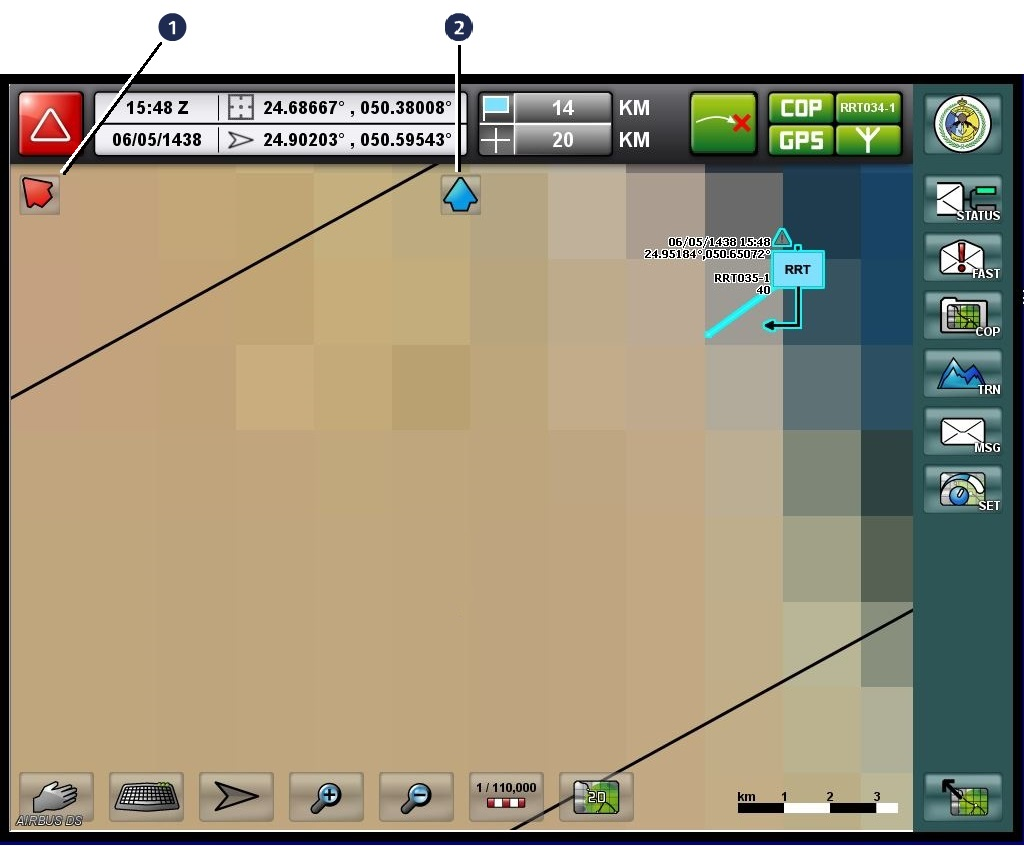 1
2
15:48 Z
24.68667° , 050.38008°
06/05/1438
24.90203° , 050.59543°
14 KM
20 KM
COP
RRT034-1
GPS
STATUS
FAST
COP
TRN
MSG
SET
06/05/1438 15:48
24.95184°,050.65072°
RRT
RRT035-1
40
1 / 110,000
2D
km 1 2 3
AIRBUS DS